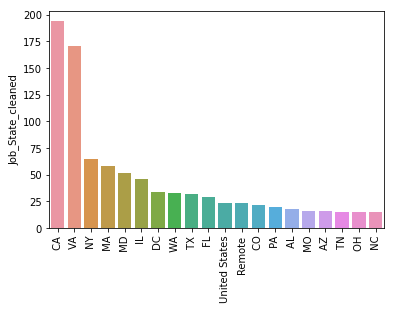 200
175
150
125
100
75
50
25
0
Job_State_cleaned
CA
VA
NY
MA
MD
IL
DC
WA
TX
FL
United States
Remote
CO
PA
AL
MO
AZ
TN
OH
NC